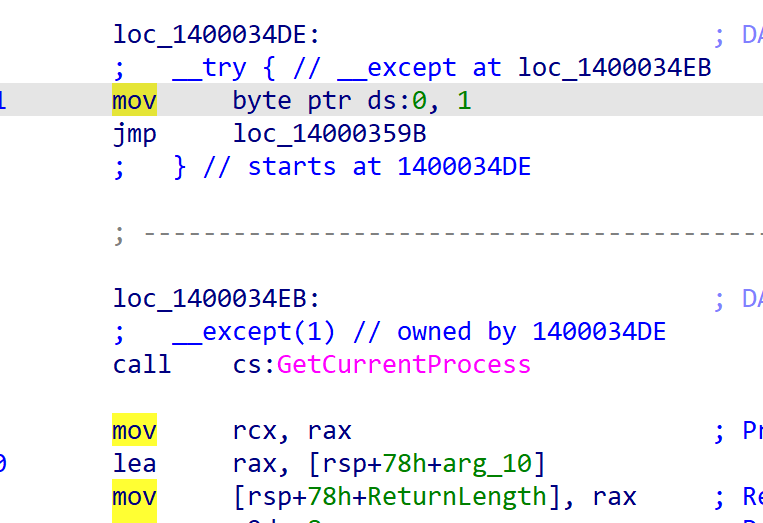 loc_1400034DE: ; DA
; __try { // __except at loc_1400034EB
1 mov byte ptr ds:0, 1
jmp loc_14000359B
; } // starts at 1400034DE
; -----------------------------------------
loc_1400034EB: ; DA
; __except(1) // owned by 1400034DE
call cs:GetCurrentProcess
mov rcx, rax ; Pr
0 lea rax, [rsp+78h+arg_10]
mov [rsp+78h+ReturnLength], rax ; Re